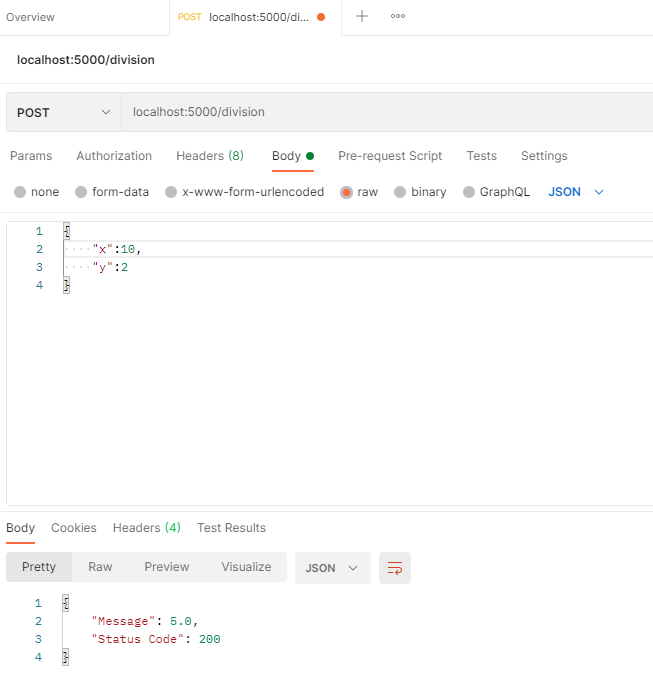 Overview POST localhost:5000/di...
localhost:5000/division
POST localhost:5000/division
Params Authorization Headers (8) Body Pre-request Script Tests Settings
none form-data x-www-form-urlencoded raw binary GraphQL JSON
1 {
2 "x":10,
3 "y":2
4 }
Body Cookies Headers (4) Test Results
Pretty Raw Preview Visualize JSON
1 {
2 "Message": 5.0,
3 "Status Code": 200
4 }